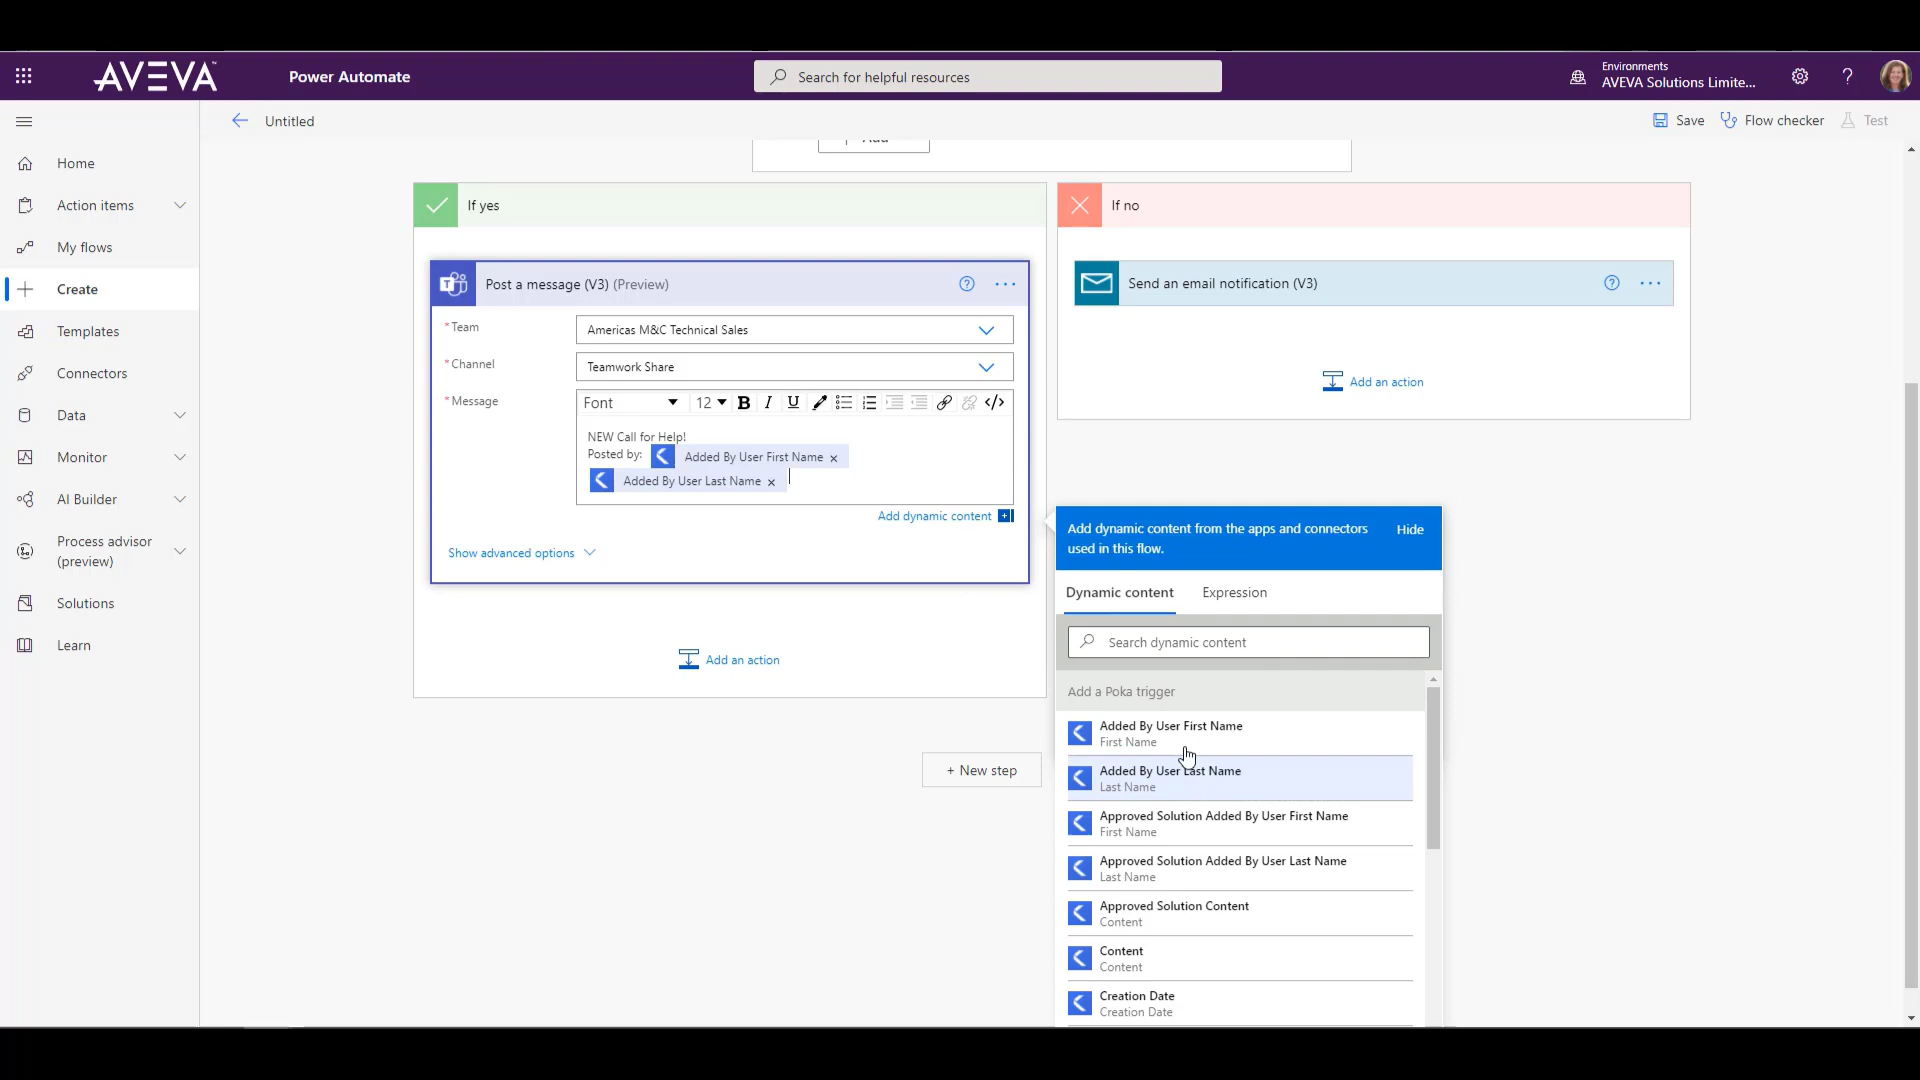 AVEVA™
Power Automate
Search for helpful resources
Environments
AVEVA Solutions Limite...
Untitled
Save
Flow checker
Test
Home
Action items
My flows
Create
Templates
Connectors
Data
Monitor
AI Builder
Process advisor
(preview)
Solutions
Learn
If yes
If no
Post a message (V3) (Preview)
* Team
Americas M&C Technical Sales
* Channel
Teamwork Share
* Message
Font 12 B I U </>
NEW Call for Help!
Posted by: Added By User First Name ×
Added By User Last Name ×
Add dynamic content +
Show advanced options
Add an action
Send an email notification (V3)
Add an action
+ New step
Add dynamic content from the apps and connectors
used in this flow.
Hide
Dynamic content
Expression
Search dynamic content
Add a Poka trigger
Added By User First Name
First Name
Added By User Last Name
Last Name
Approved Solution Added By User First Name
First Name
Approved Solution Added By User Last Name
Last Name
Approved Solution Content
Content
Content
Content
Creation Date
Creation Date